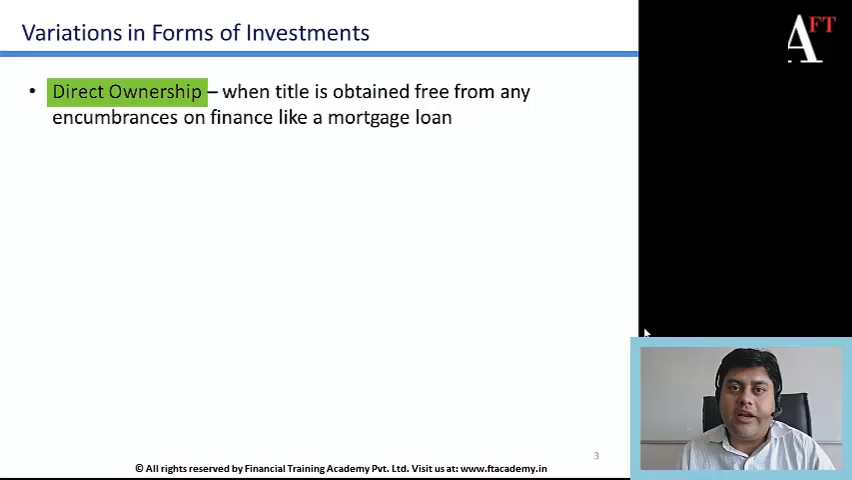 Variations in Forms of Investments
AFT
• Direct Ownership – when title is obtained free from any
encumbrances on finance like a mortgage loan
3
© All rights reserved by Financial Training Academy Pvt. Ltd. Visit us at: www.ftacademy.in